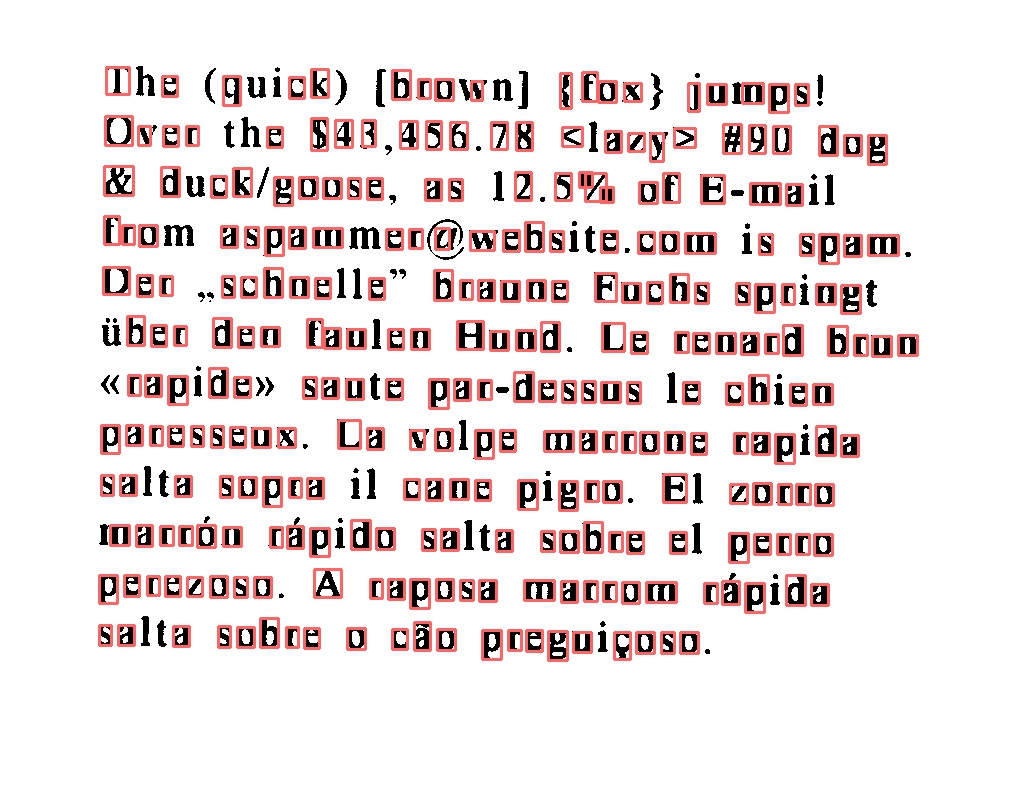 The (quick) [brown] {fox} jumps!
Over the $43,456.78 <lazy> #90 dog
& duck/goose, as 12.5% of E-mail
from aspammer@website.com is spam.
Der „schnelle” braune Fuchs springt
über den faulen Hund. Le renard brun
«rapide» saute par-dessus le chien
paresseux. La volpe marrone rapida
salta sopra il cane pigro. El zorro
marrón rápido salta sobre el perro
perezoso. A raposa marrom rápida
salta sobre o cão preguiçoso.